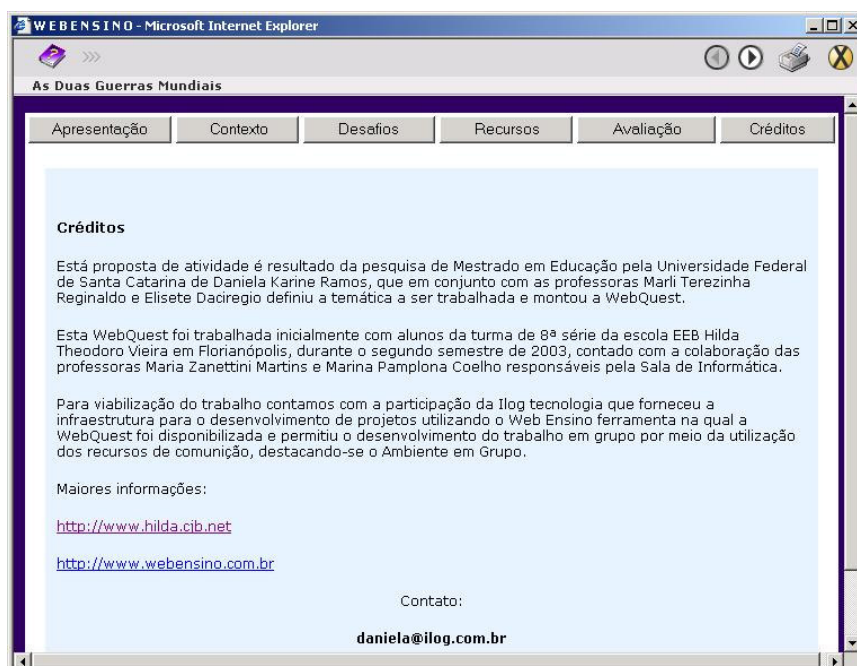 W E B E N S I N O - Microsoft Internet Explorer
As Duas Guerras Mundiais
Apresentação Contexto Desafios Recursos Avaliação Créditos
Créditos
Está proposta de atividade é resultado da pesquisa de Mestrado em Educação pela Universidade Federal
de Santa Catarina de Daniela Karine Ramos, que em conjunto com as professoras Marli Terezinha
Reginaldo e Elisete Daciregio definiu a temática a ser trabalhada e montou a WebQuest.
Esta WebQuest foi trabalhada inicialmente com alunos da turma de 8ª série da escola EEB Hilda
Theodoro Vieira em Florianópolis, durante o segundo semestre de 2003, contado com a colaboração das
professoras Maria Zanettini Martins e Marina Pamplona Coelho responsáveis pela Sala de Informática.
Para viabilização do trabalho contamos com a participação da Ilog tecnologia que forneceu a
infraestrutura para o desenvolvimento de projetos utilizando o Web Ensino ferramenta na qual a
WebQuest foi disponibilizada e permitiu o desenvolvimento do trabalho em grupo por meio da utilização
dos recursos de comunição, destacando-se o Ambiente em Grupo.
Maiores informações:
http://www.hilda.cjb.net
http://www.webensino.com.br
Contato:
daniela@ilog.com.br